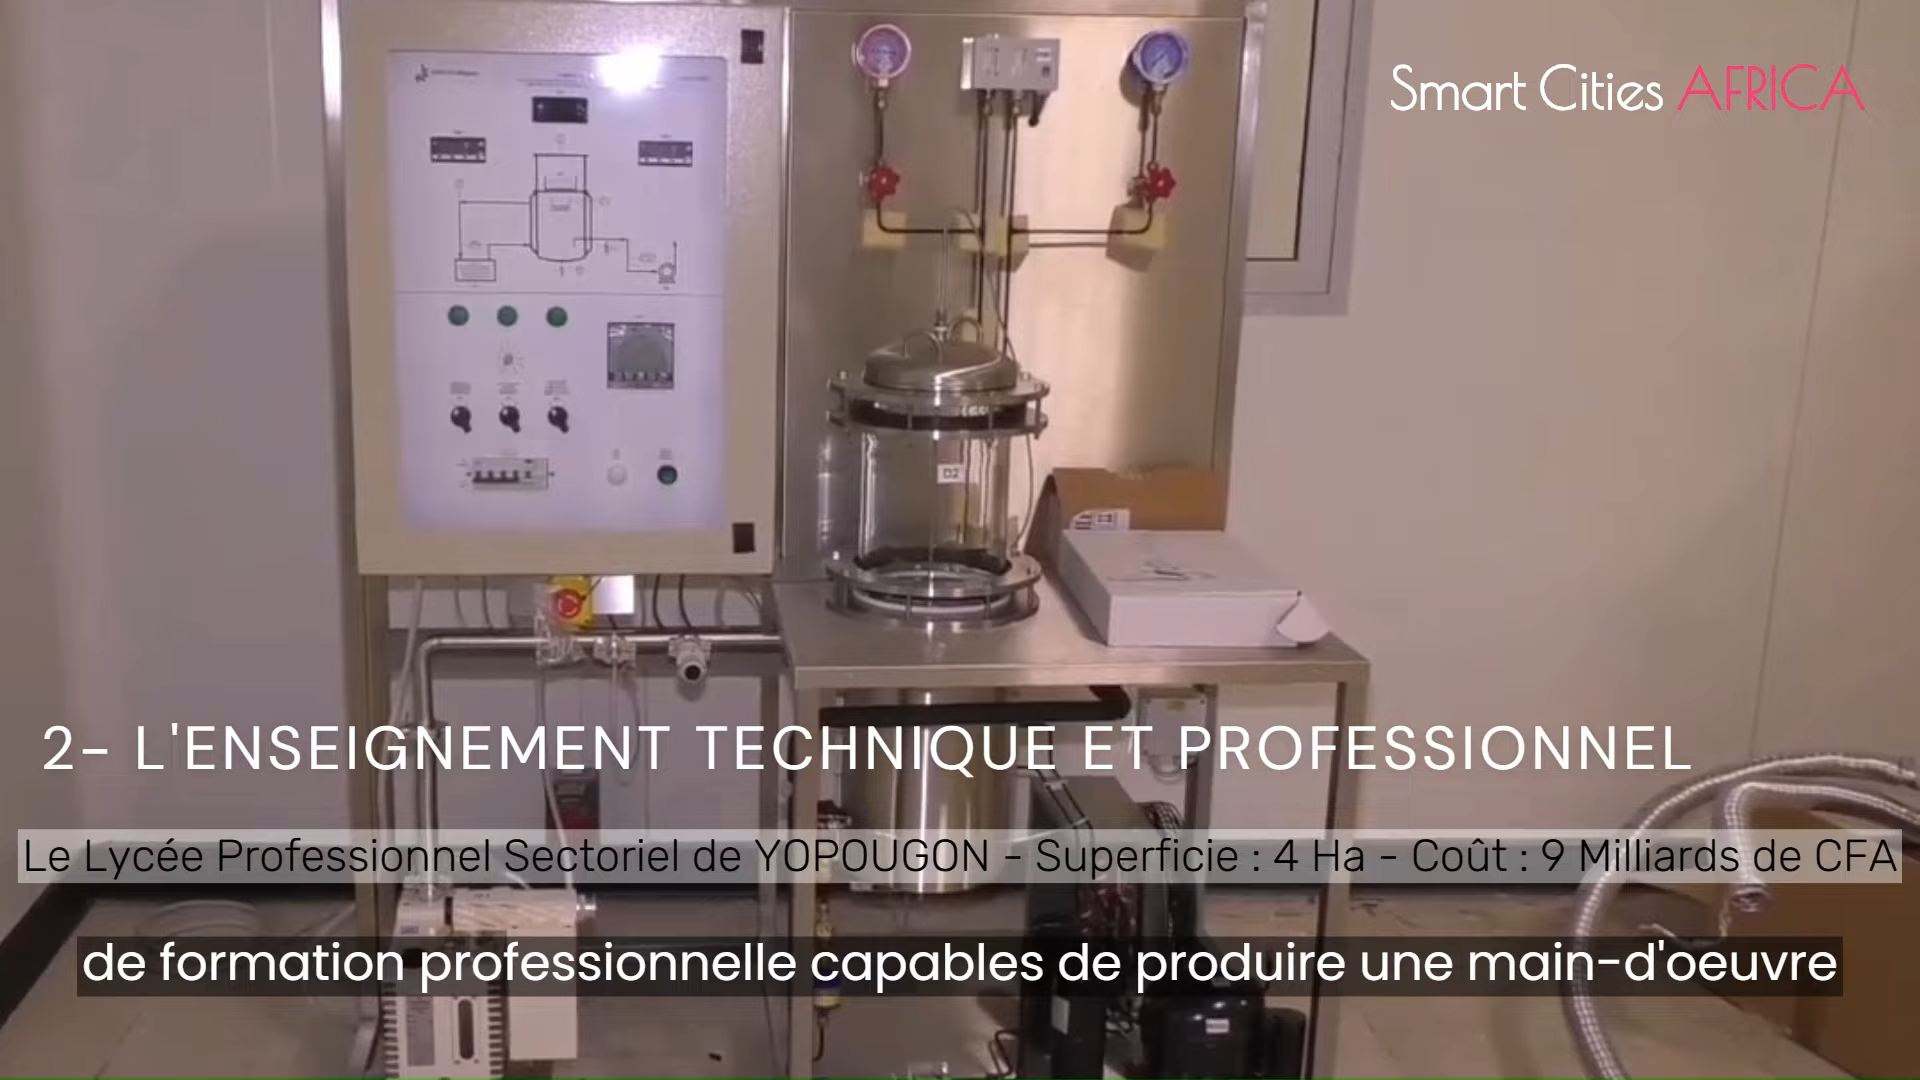 Smart Cities AFRICA
D2
2- L'ENSEIGNEMENT TECHNIQUE ET PROFESSIONNEL
Le Lycée Professionnel Sectoriel de YOPOUGON - Superficie : 4 Ha - Coût : 9 Milliards de CFA
de formation professionnelle capables de produire une main-d'oeuvre